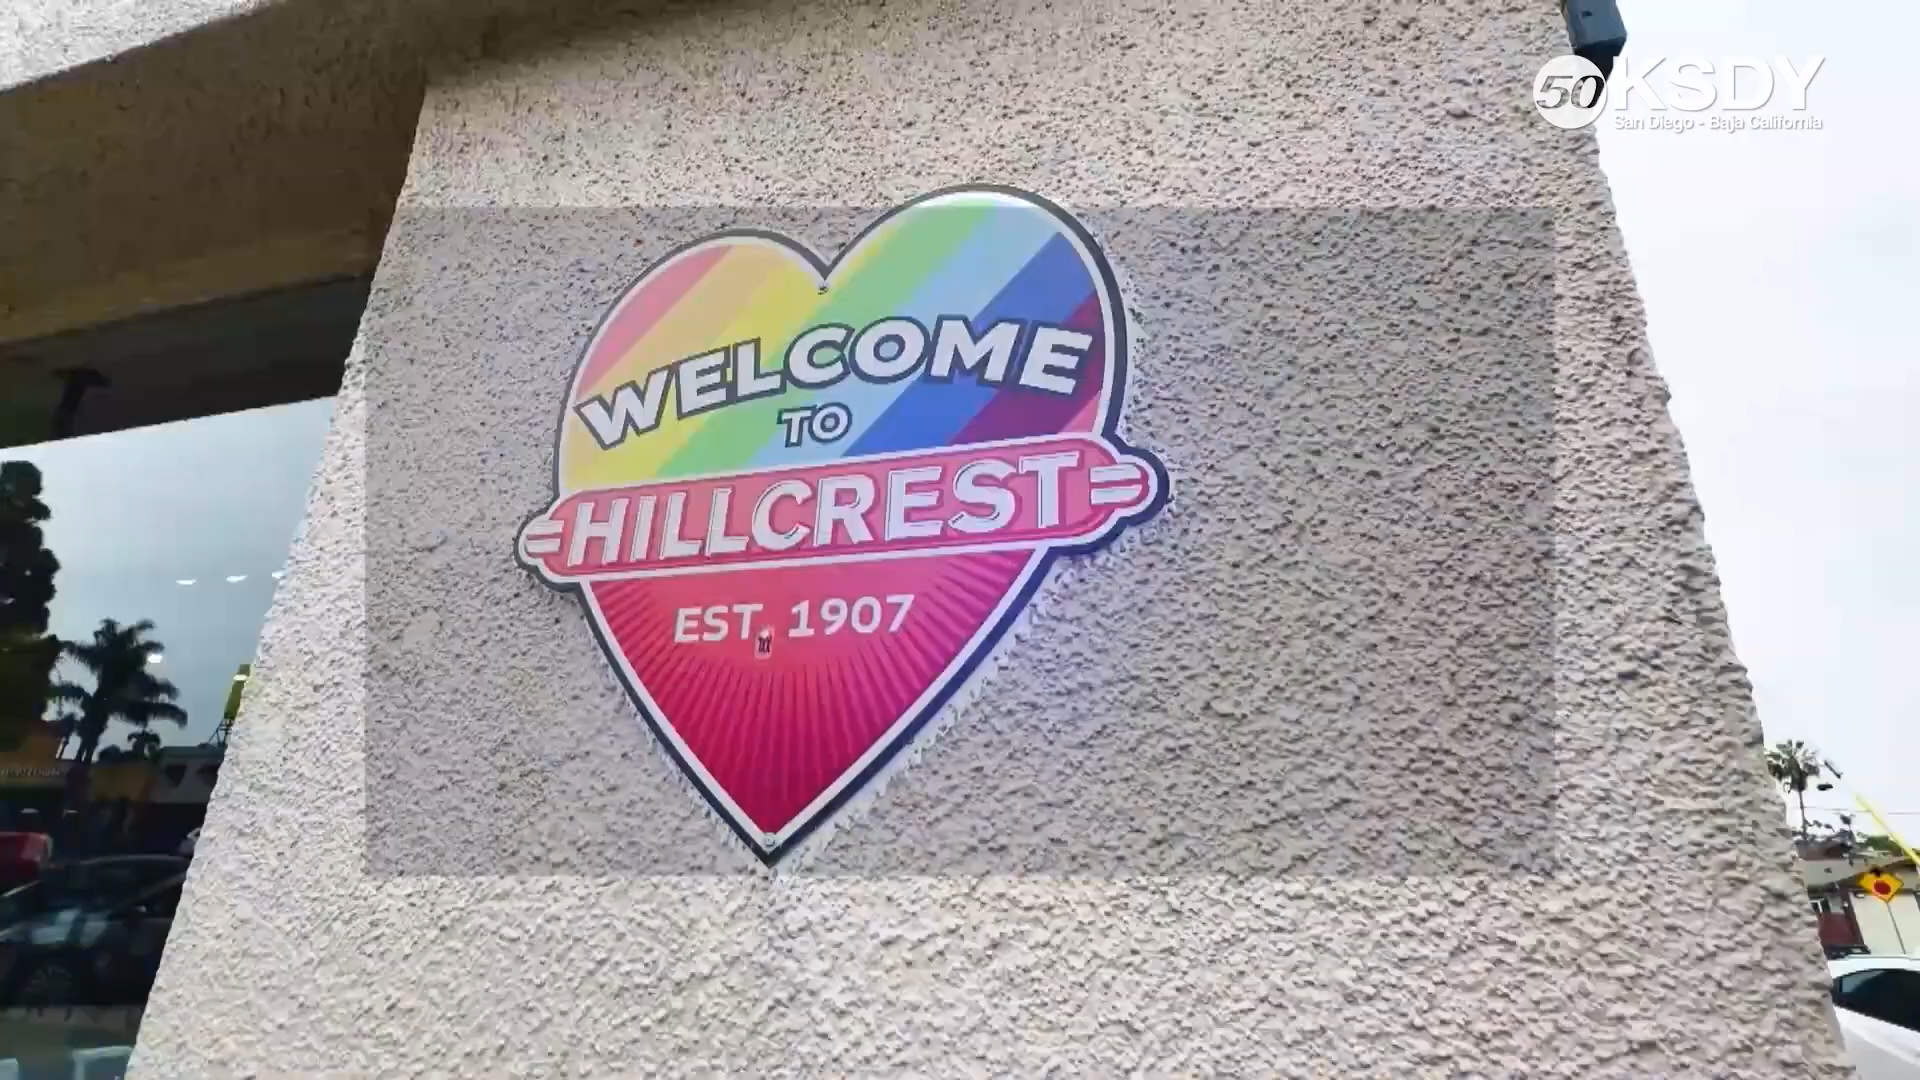 50 KSDY
San Diego - Baja California
WELCOME
TO
HILLCREST
EST. 1907